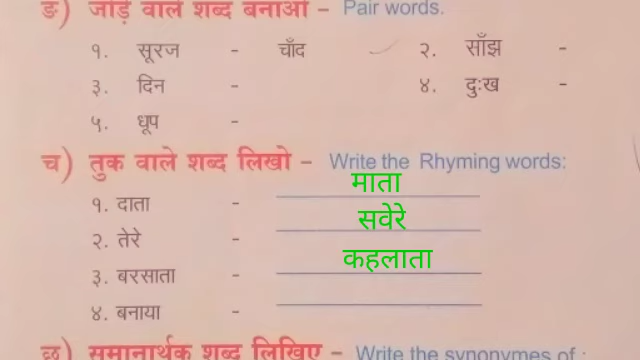 ङ) जोड़े वाले शब्द बनाओ - Pair words.
१. सूरज - चाँद २. साँझ -
३. दिन - ४. दुःख -
५. धूप -
च) तुक वाले शब्द लिखो - Write the Rhyming words:
१. दाता - माता
२. तेरे - सवेरे
३. बरसाता - कहलाता
४. बनाया -
छ) समानार्थक शब्द लिखिए - Write the synonymes of :